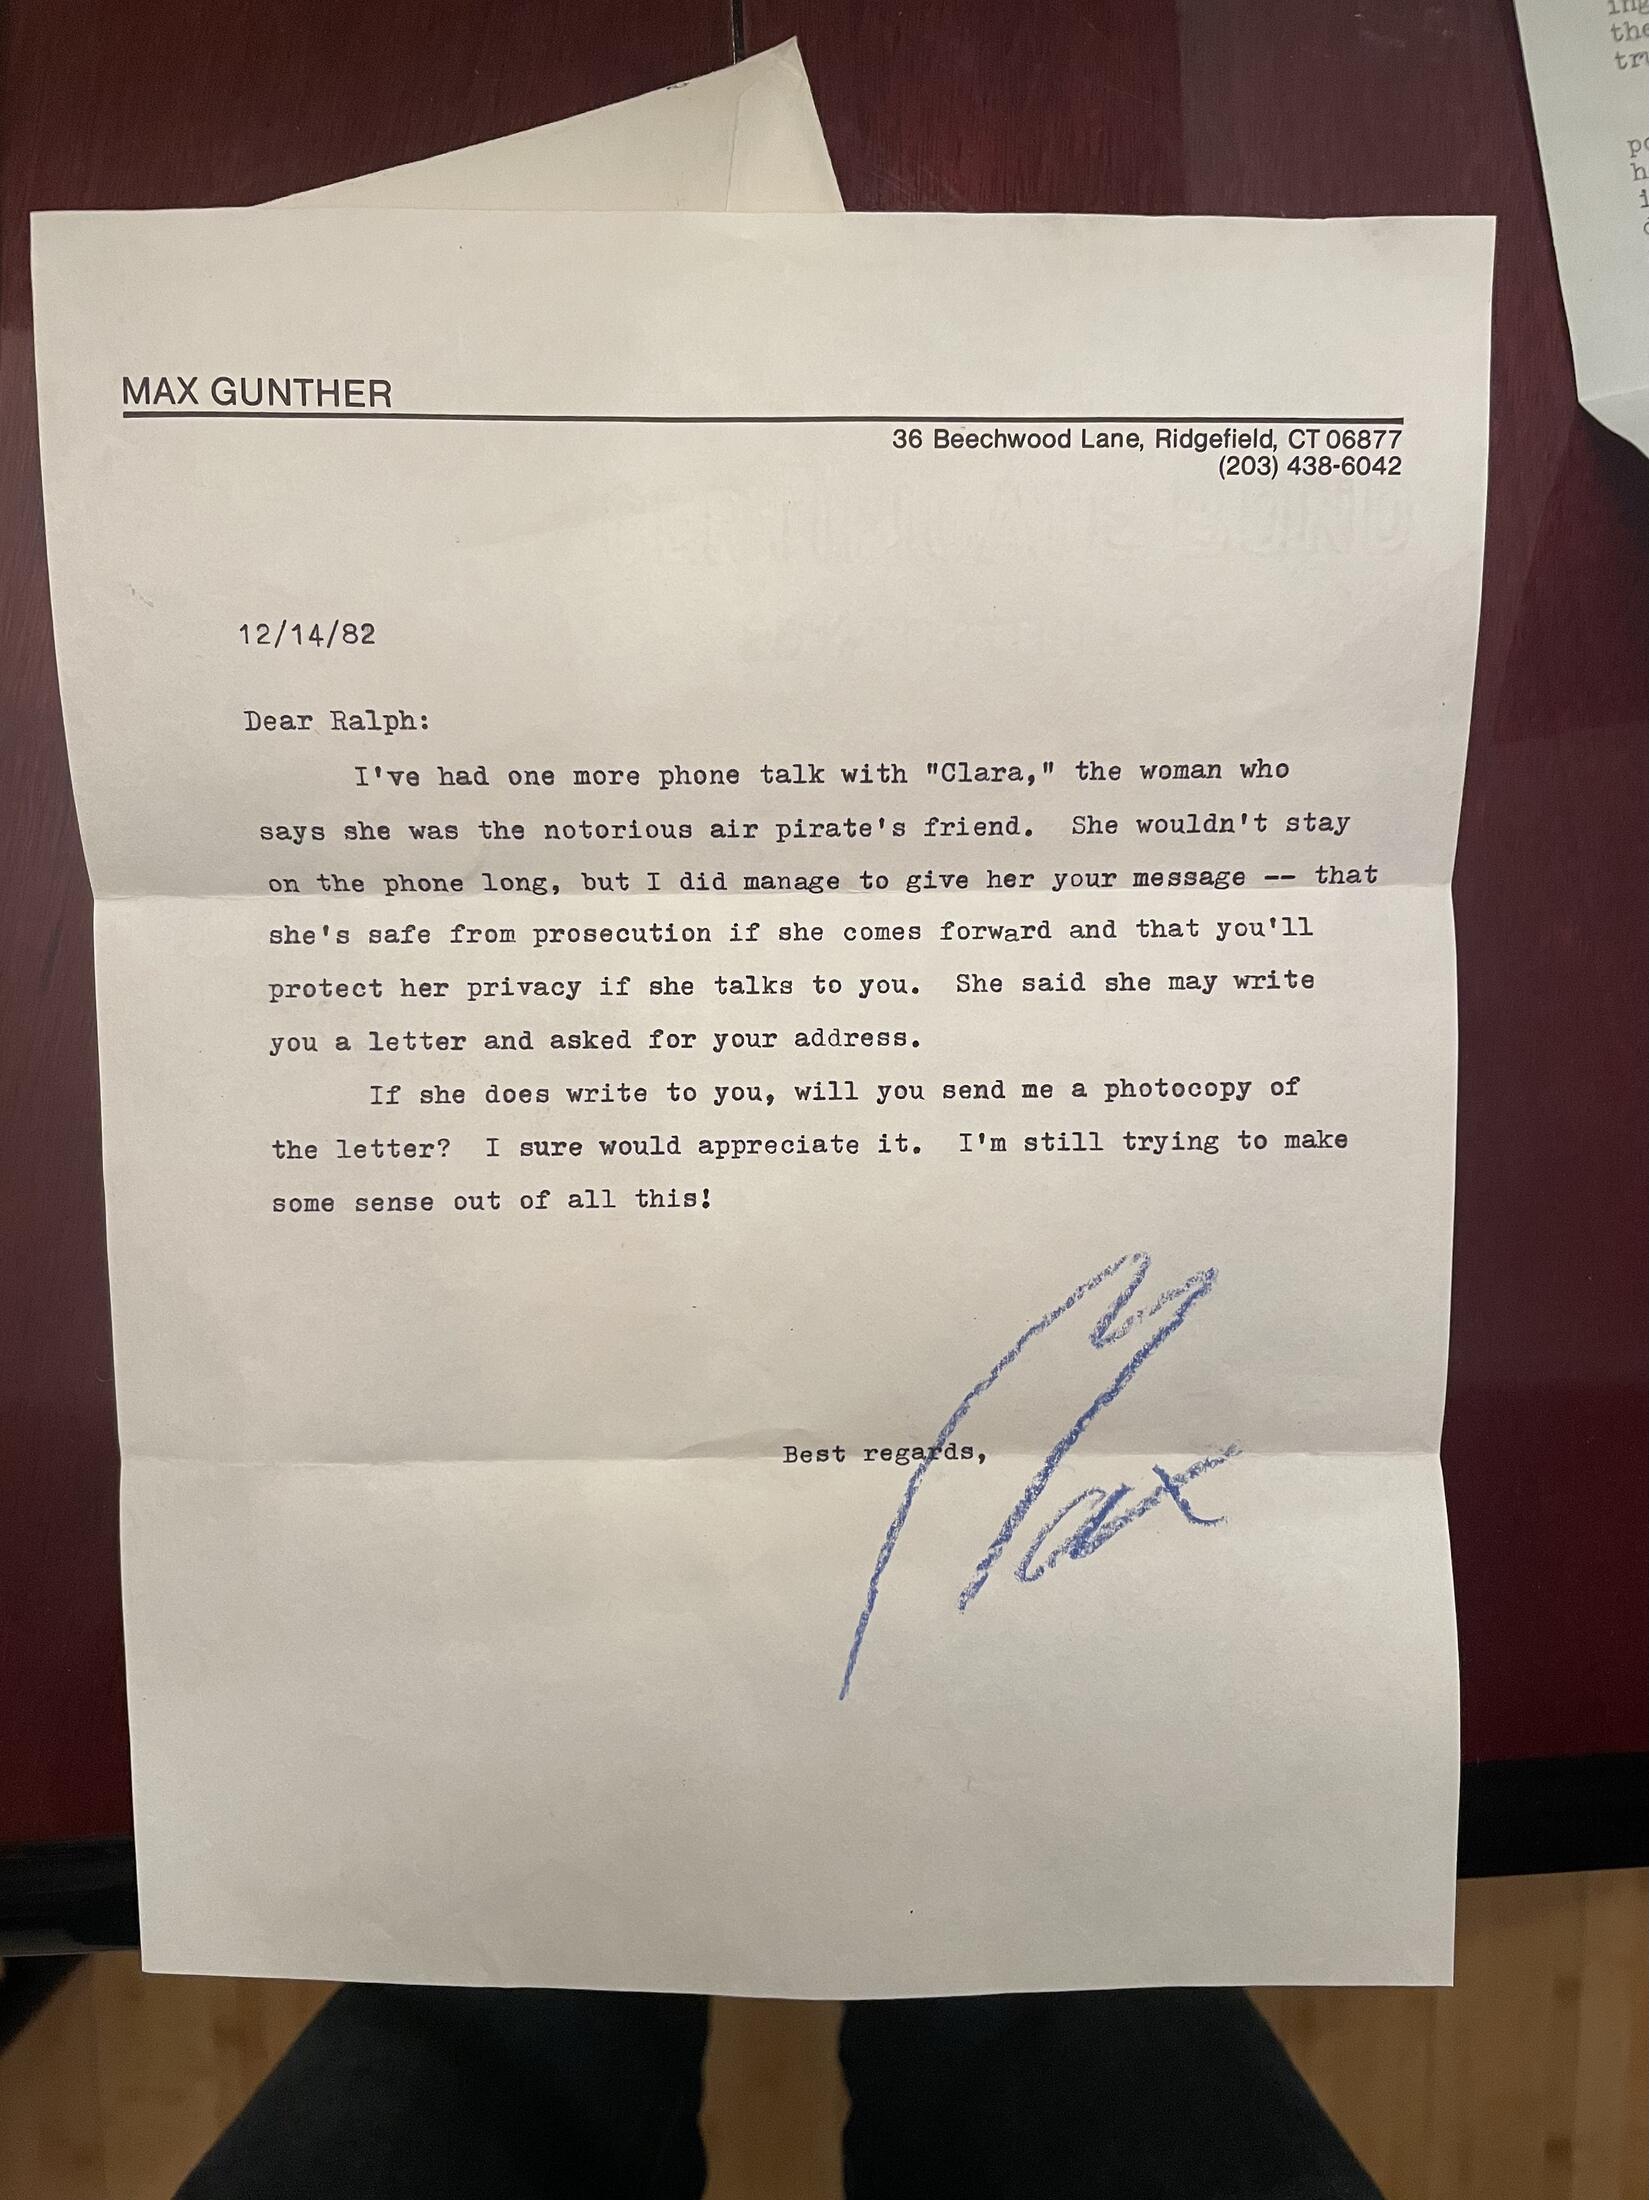 MAX GUNTHER
36 Beechwood Lane, Ridgefield, CT 06877
(203) 438-6042
12/14/82
Dear Ralph:
I've had one more phone talk with "Clara," the woman who
says she was the notorious air pirate's friend. She wouldn't stay
on the phone long, but I did manage to give her your message -- that
she's safe from prosecution if she comes forward and that you'll
protect her privacy if she talks to you. She said she may write
you a letter and asked for your address.
If she does write to you, will you send me a photocopy of
the letter? I sure would appreciate it. I'm still trying to make
some sense out of all this!
Best regards,
Max